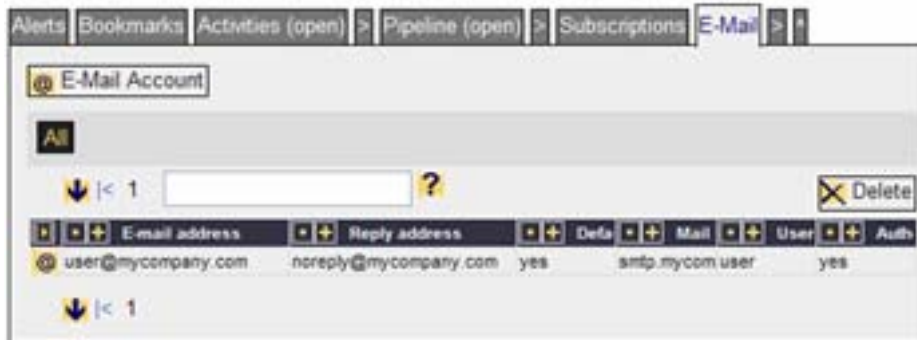 Alerts Bookmarks Activities (open) > Pipeline (open) > Subscriptions E-Mail > *
@ E-Mail Account
All
|< 1 ? Delete
E-mail address Reply address Defa Mail User Auth
@ user@mycompany.com noreply@mycompany.com yes smtp.mycom user yes
|< 1